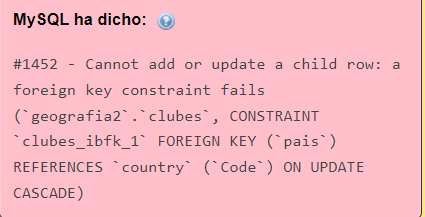 MySQL ha dicho:
#1452 - Cannot add or update a child row: a
foreign key constraint fails
(`geografia2`.`clubes`, CONSTRAINT
`clubes_ibfk_1` FOREIGN KEY (`pais`)
REFERENCES `country` (`Code`) ON UPDATE
CASCADE)